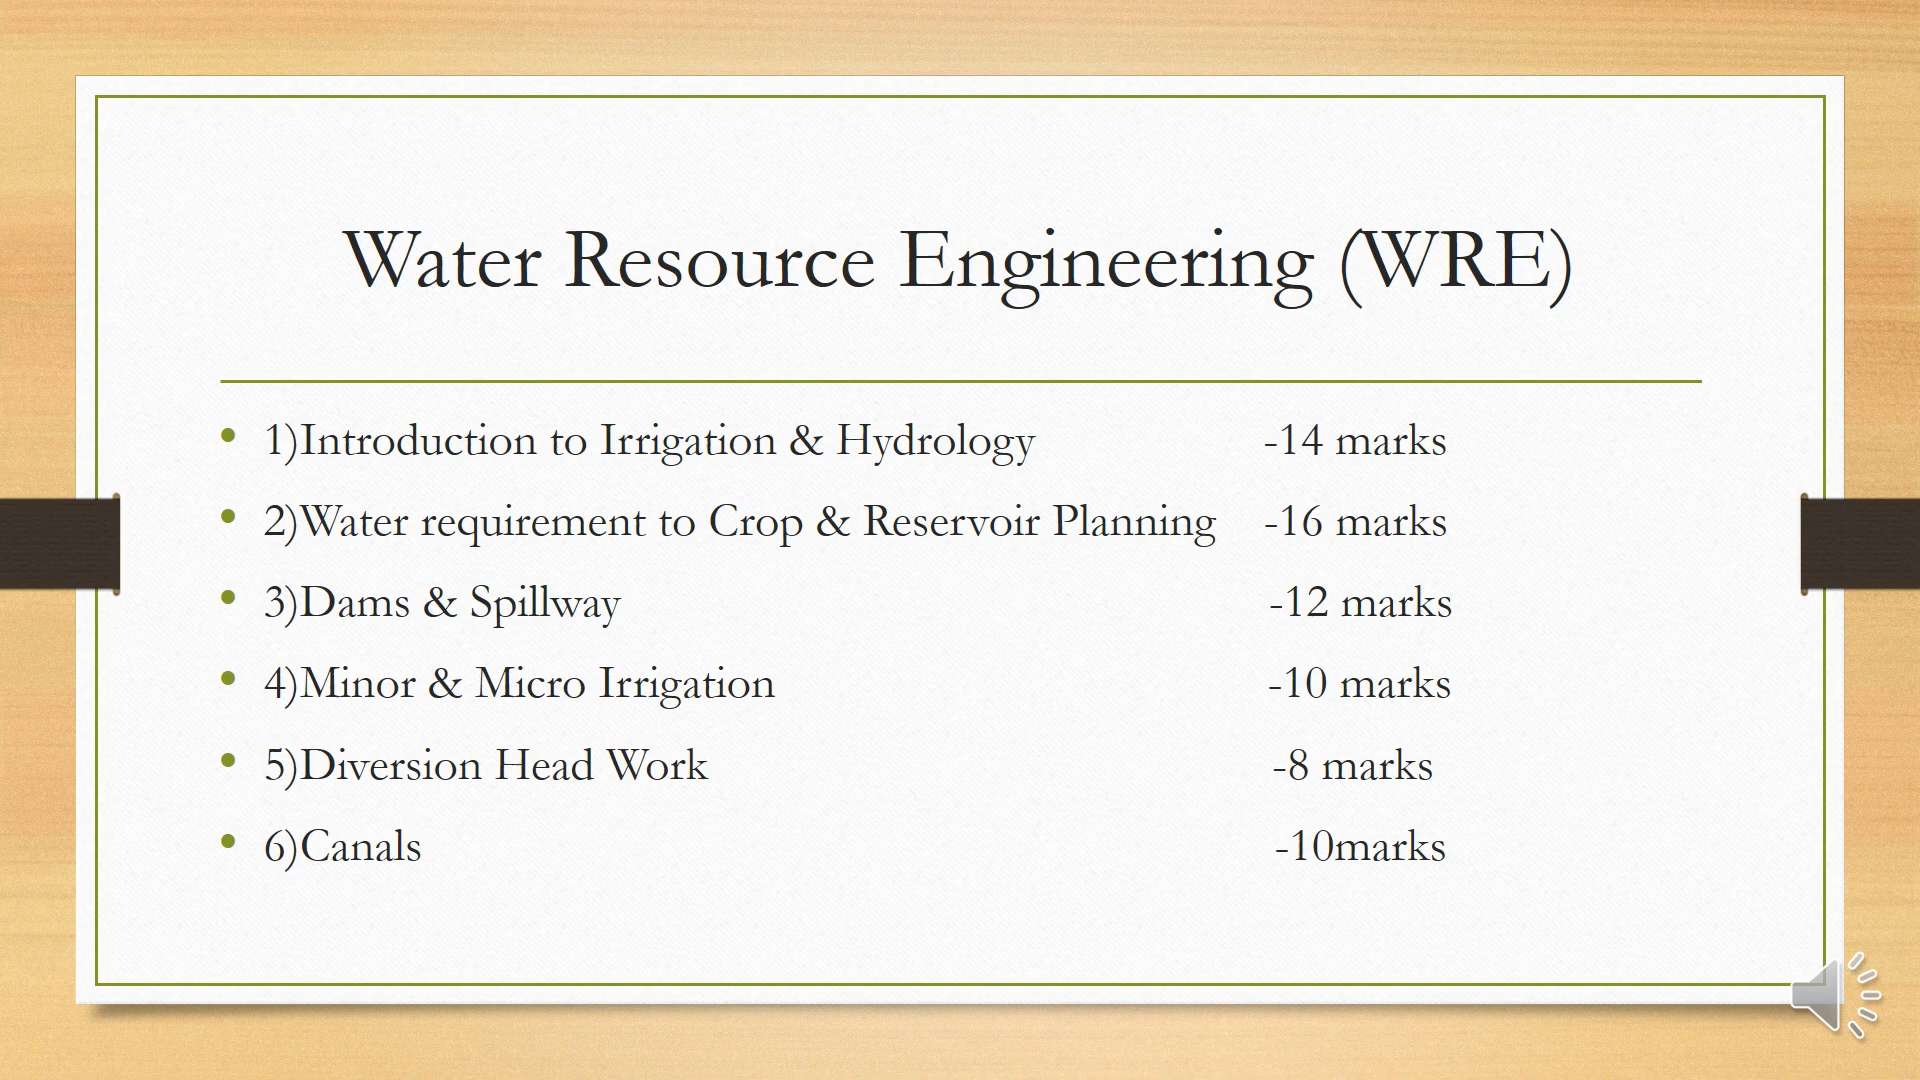 Water Resource Engineering (WRE)
• 1)Introduction to Irrigation & Hydrology -14 marks
• 2)Water requirement to Crop & Reservoir Planning -16 marks
• 3)Dams & Spillway -12 marks
• 4)Minor & Micro Irrigation -10 marks
• 5)Diversion Head Work -8 marks
• 6)Canals -10marks